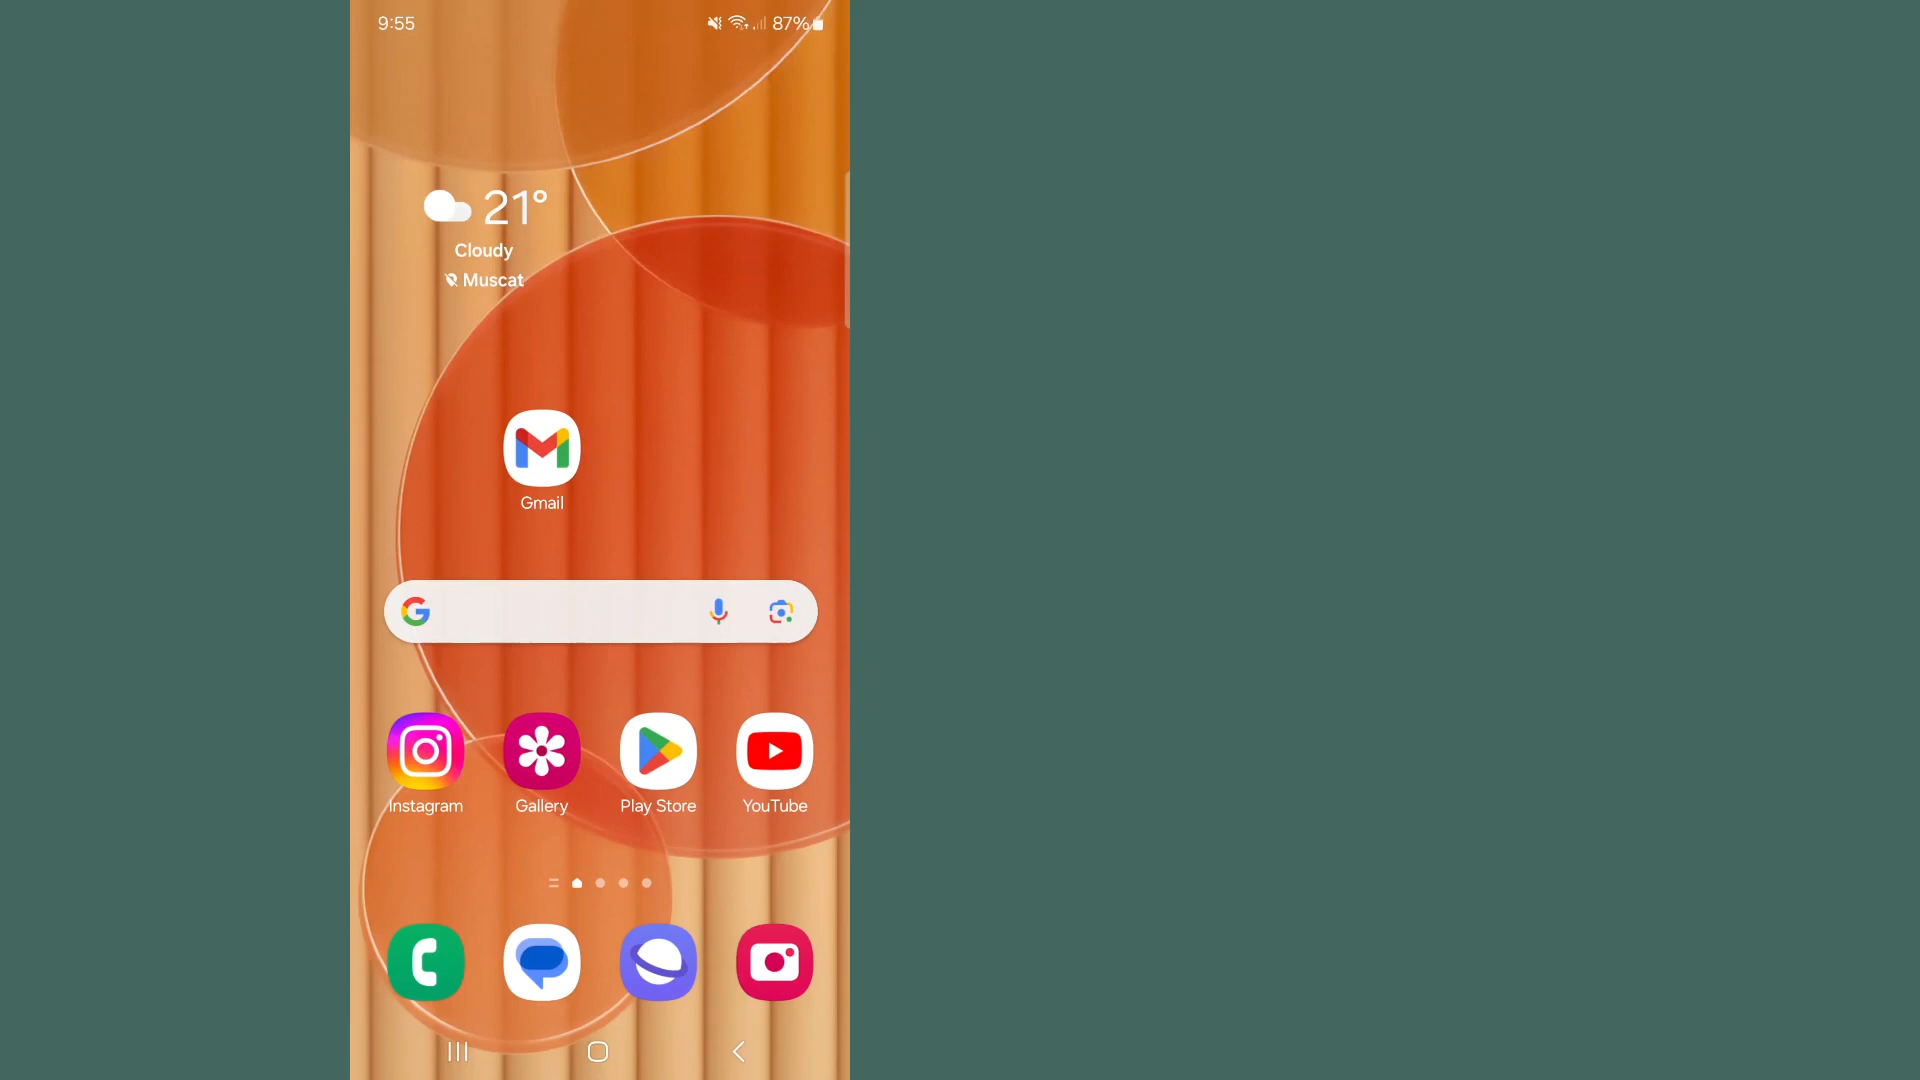 9:55
87%
21°
Cloudy
Muscat
Gmail
Instagram
Gallery
Play Store
YouTube